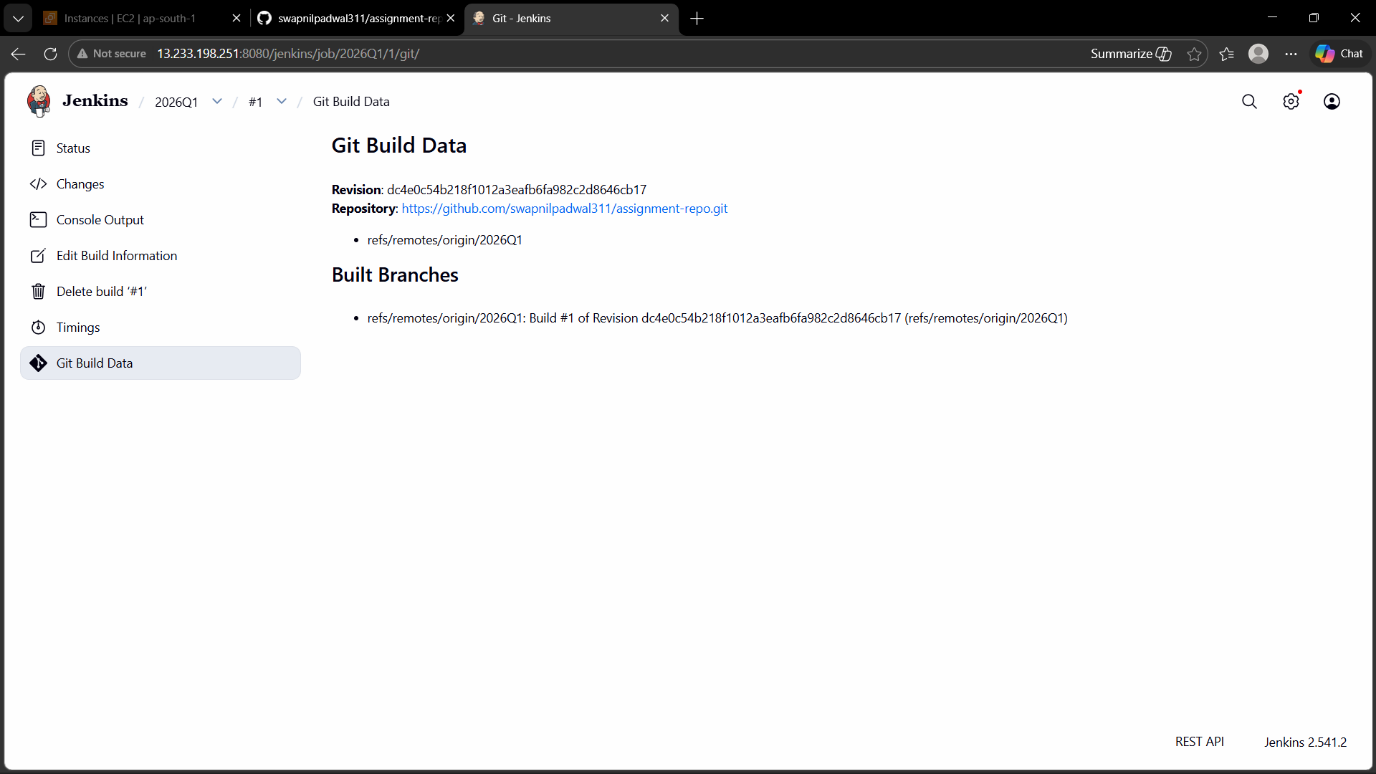 Instances | EC2 | ap-south-1
swapnilpadwal311/assignment-rep
Git - Jenkins
Not secure 13.233.198.251:8080/jenkins/job/2026Q1/1/git/
Summarize
Chat
Jenkins / 2026Q1 / #1 / Git Build Data
Status
Changes
Console Output
Edit Build Information
Delete build ‘#1’
Timings
Git Build Data
Git Build Data
Revision: dc4e0c54b218f1012a3eafb6fa982c2d8646cb17
Repository: https://github.com/swapnilpadwal311/assignment-repo.git
• refs/remotes/origin/2026Q1
Built Branches
• refs/remotes/origin/2026Q1: Build #1 of Revision dc4e0c54b218f1012a3eafb6fa982c2d8646cb17 (refs/remotes/origin/2026Q1)
REST API
Jenkins 2.541.2